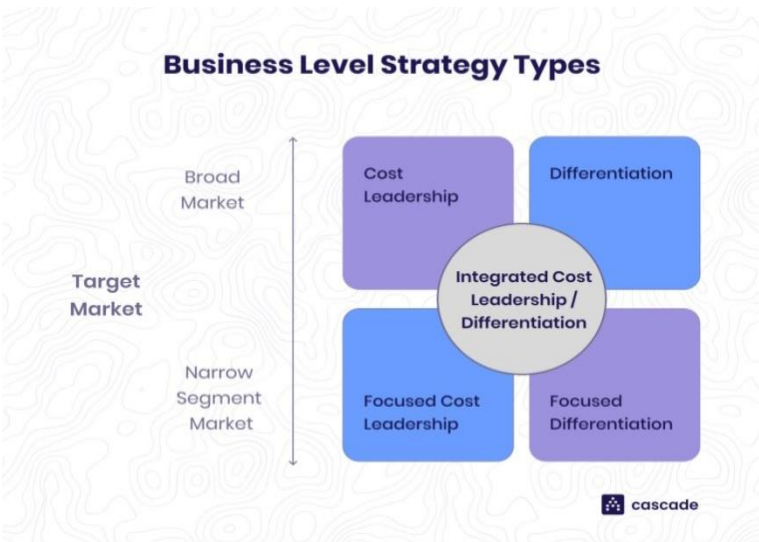 Business Level Strategy Types
Broad
Market
Target
Market
Narrow
Segment
Market
Cost
Leadership
Differentiation
Integrated Cost
Leadership /
Differentiation
Focused Cost
Leadership
Focused
Differentiation
cascade